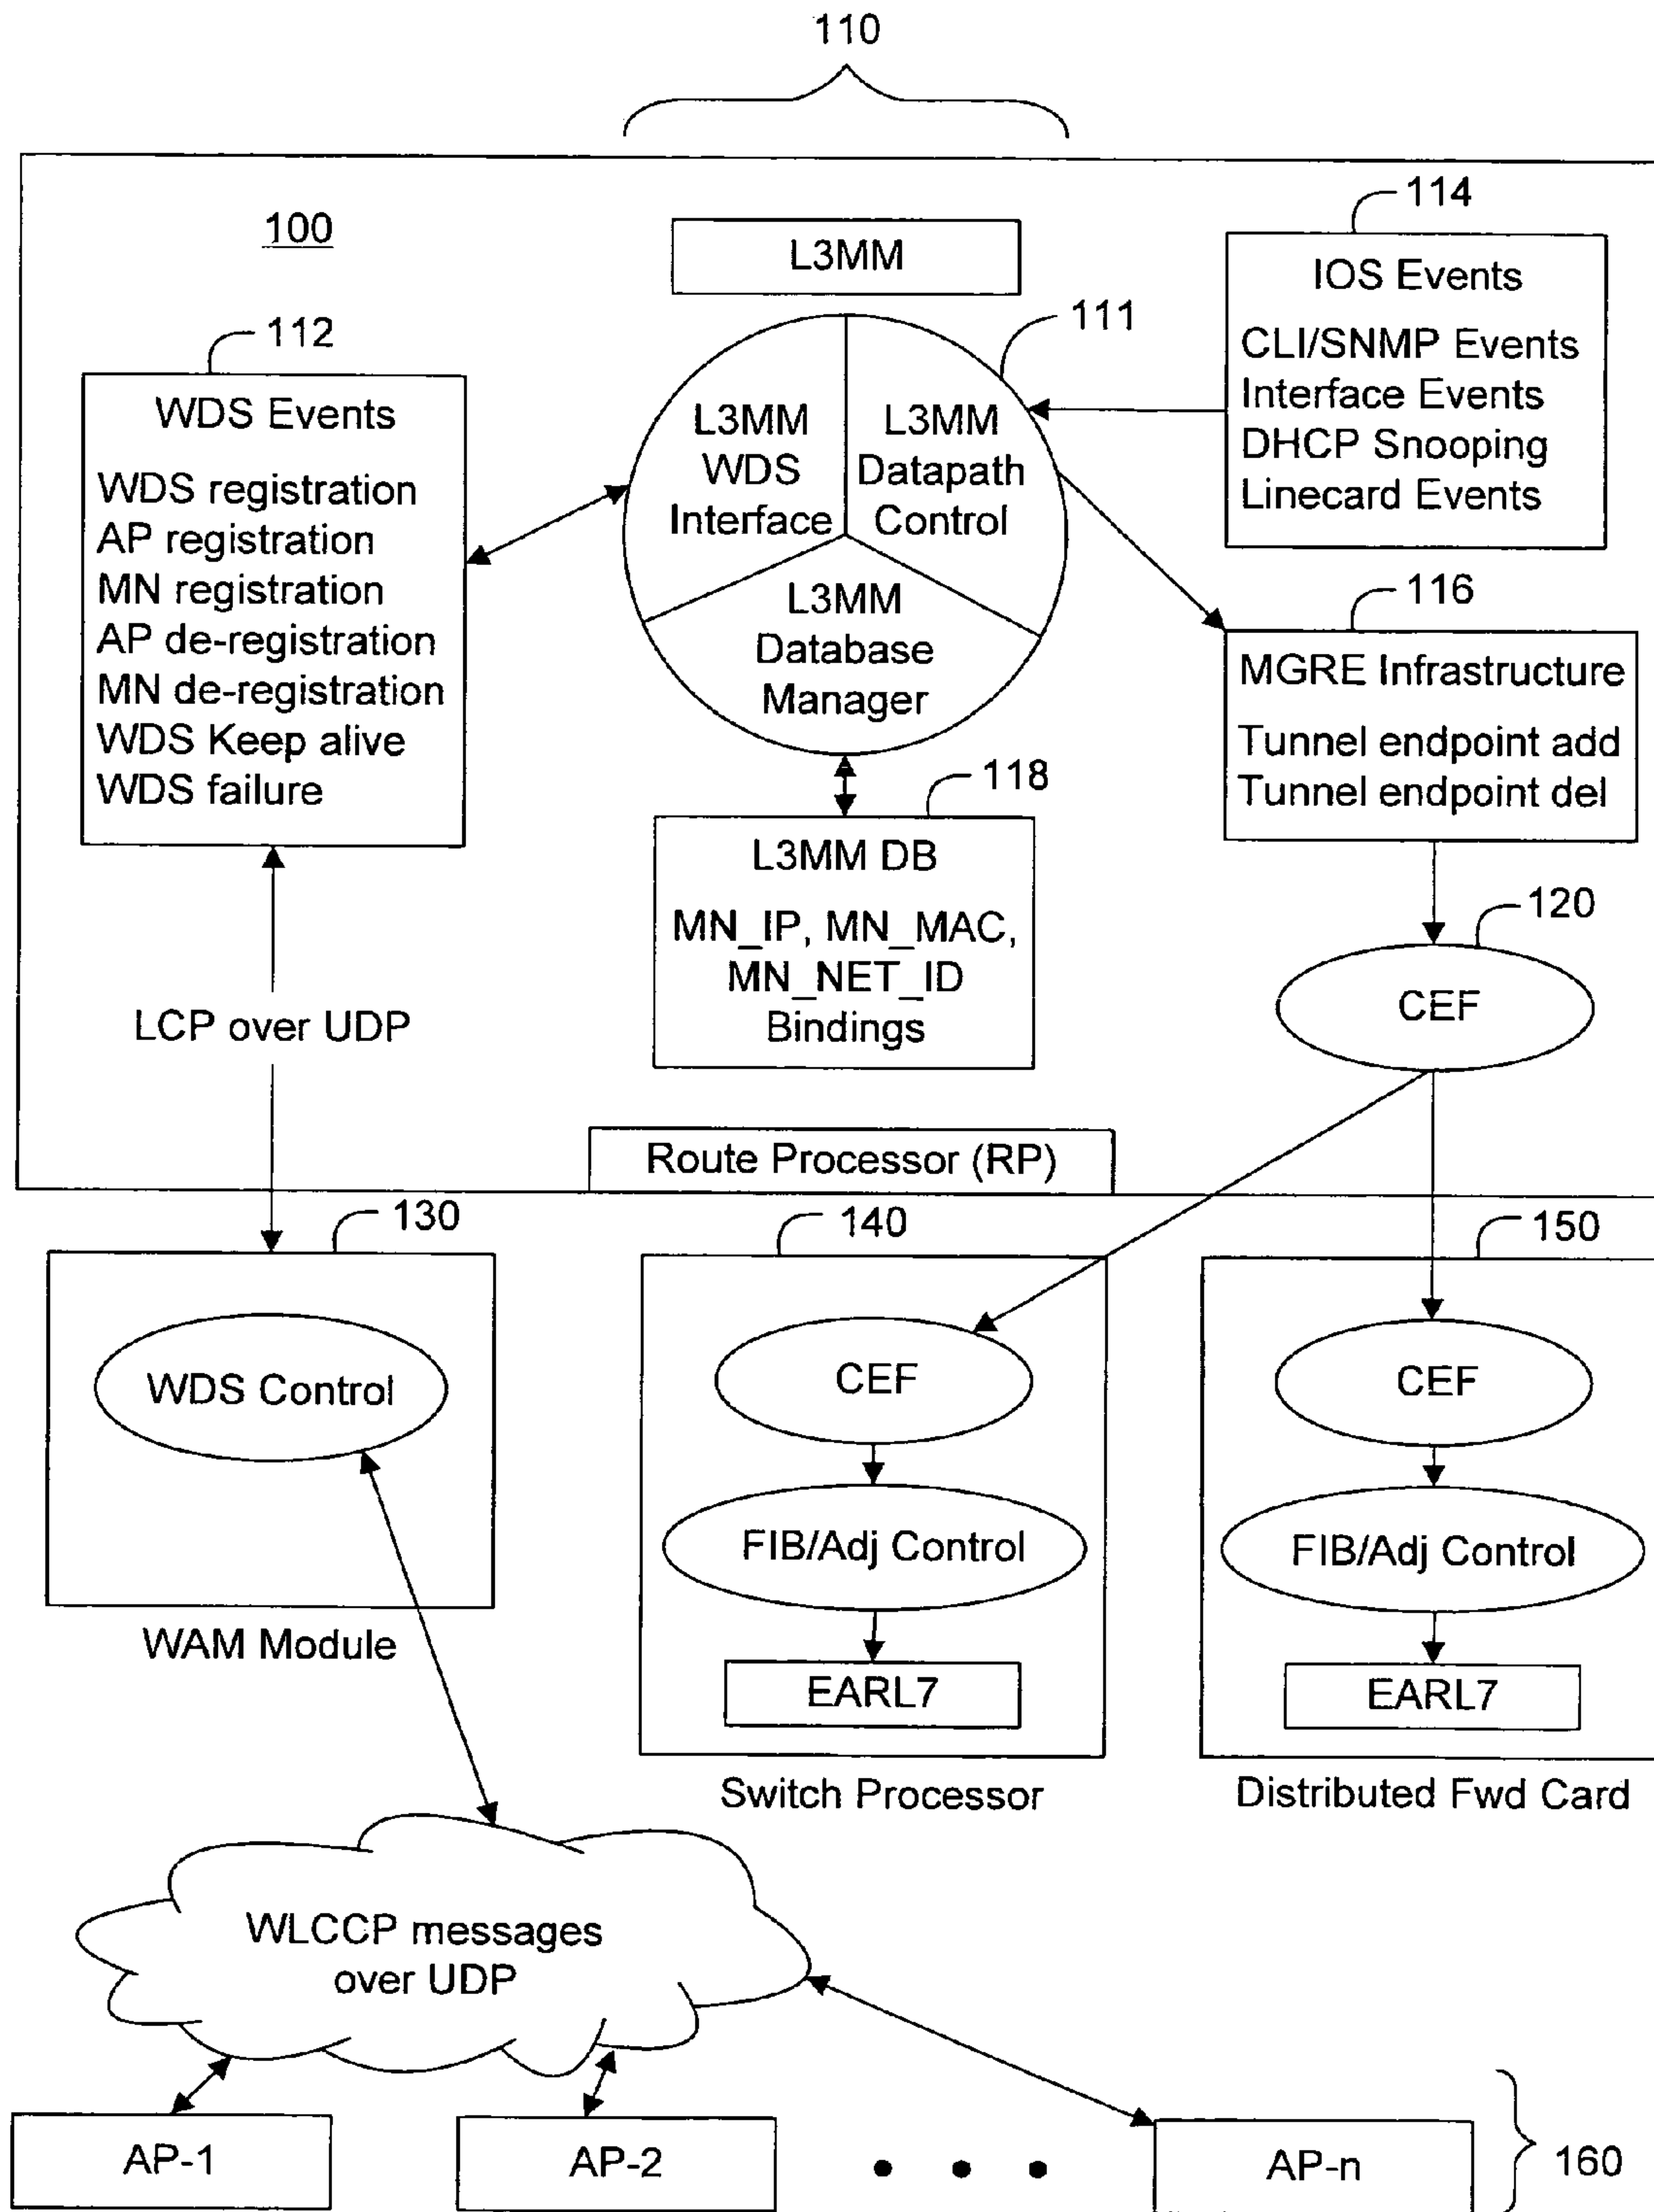 110
100
L3MM
114
IOS Events
CLI/SNMP Events
Interface Events
DHCP Snooping
Linecard Events
112
WDS Events
WDS registration
AP registration
MN registration
AP de-registration
MN de-registration
WDS Keep alive
WDS failure
111
L3MM
WDS
Interface
L3MM
Datapath
Control
L3MM
Database
Manager
116
MGRE Infrastructure
Tunnel endpoint add
Tunnel endpoint del
118
L3MM DB
MN_IP, MN_MAC,
MN_NET_ID
Bindings
120
CEF
LCP over UDP
Route Processor (RP)
130
WDS Control
WAM Module
140
CEF
FIB/Adj Control
EARL7
Switch Processor
150
CEF
FIB/Adj Control
EARL7
Distributed Fwd Card
WLCCP messages
over UDP
AP-1
AP-2
AP-n
160